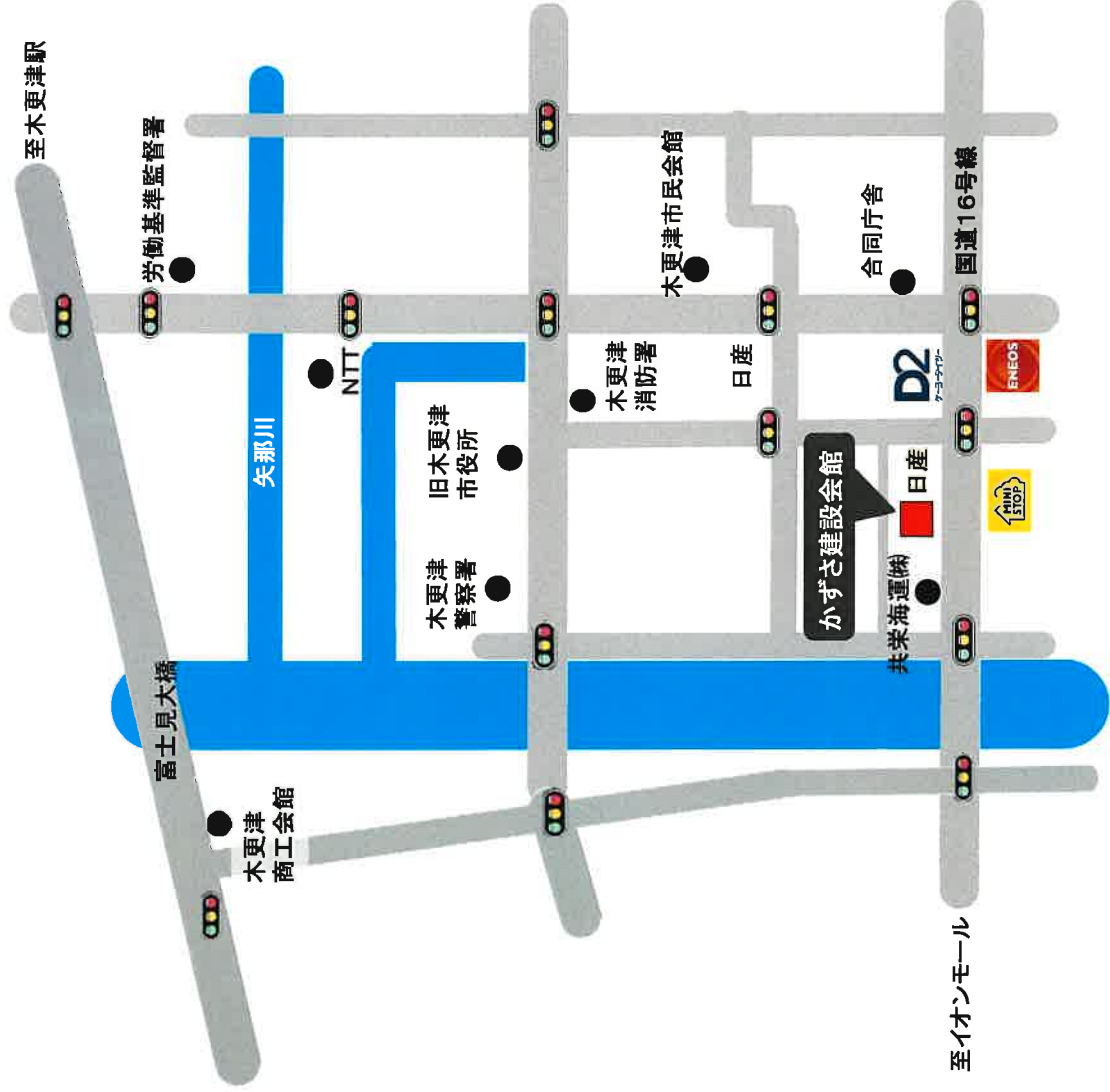 至木更津駅
労働基準監督署
矢那川
NTT
富士見大橋
木更津
商工会館
旧木更津
市役所
木更津
警察署
木更津
消防署
木更津市民会館
日産
合同庁舎
国道16号線
D2
ケーヨーデイツー
ENEOS
かずさ建設会館
日産
MINI
STOP
共栄海運㈱
至イオンモール